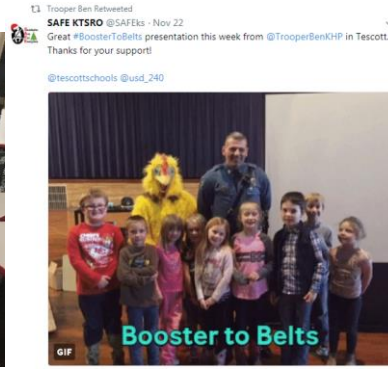 Trooper Ben Retweeted
SAFE KTSRO @SAFEks · Nov 22
Great #BoosterToBelts presentation this week from @TrooperBenKHP in Tescott.
Thanks for your support!
@tescottschools @usd_240
Booster to Belts
GIF